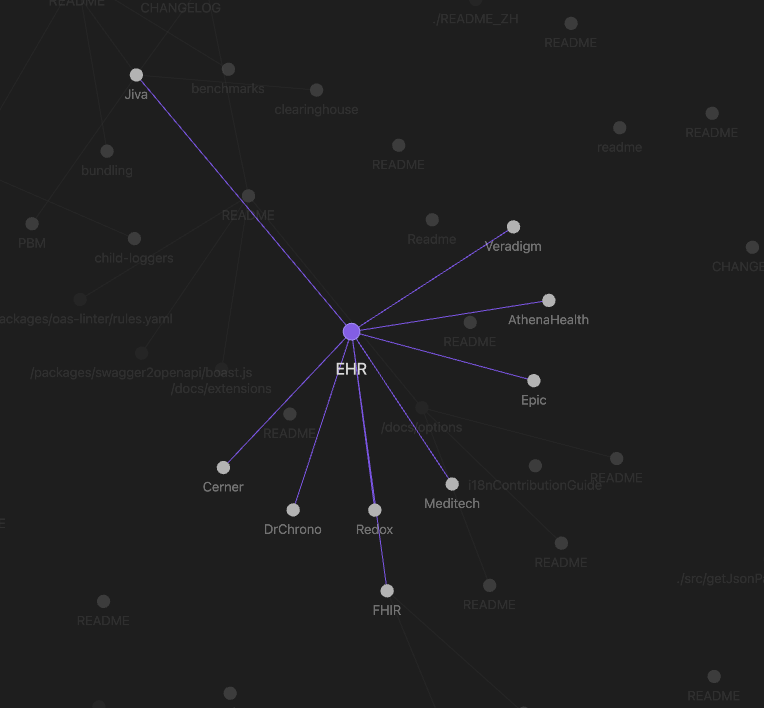 README
CHANGELOG
./README_ZH
README
Jiva
benchmarks
clearinghouse
README
readme
README
bundling
README
PBM
child-loggers
Readme
Veradigm
CHANGE
ackages/oas-linter/rules.yaml
AthenaHealth
README
/packages/swagger2openapi/boast.js
EHR
/docs/extensions
Epic
README
/docs/options
README
I18nContributionGuide
Cerner
Meditech
DrChrono
Redox
README
./src/getJsonP
README
FHIR
README
README